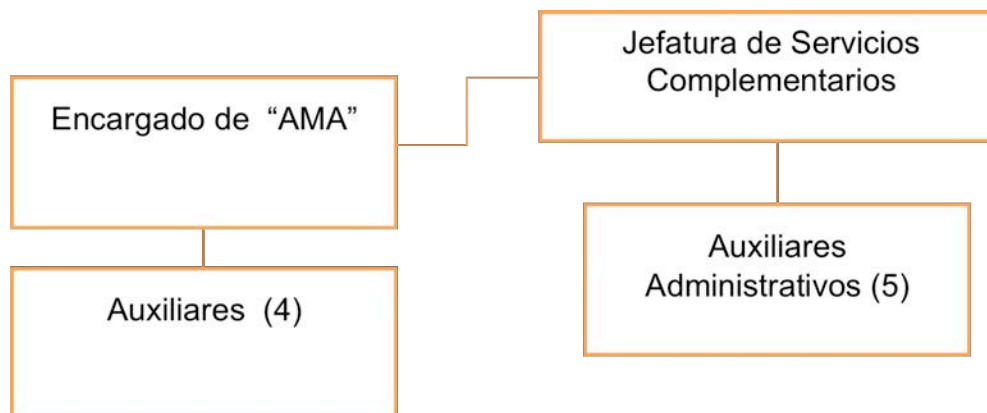 Jefatura de Servicios
Complementarios
Encargado de “AMA”
Auxiliares
Administrativos (5)
Auxiliares (4)